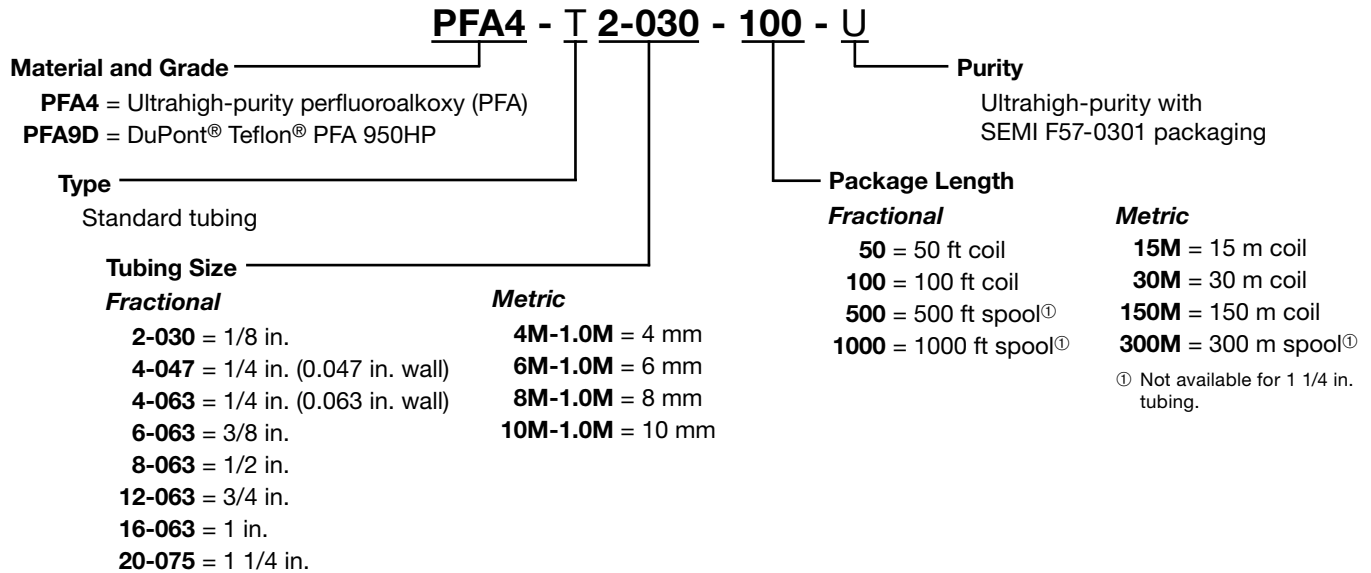 PFA4 - T 2-030 - 100 - U
Material and Grade
PFA4 = Ultrahigh-purity perfluoroalkoxy (PFA)
PFA9D = DuPont® Teflon® PFA 950HP
Type
Standard tubing
Tubing Size
Fractional
2-030 = 1/8 in.
4-047 = 1/4 in. (0.047 in. wall)
4-063 = 1/4 in. (0.063 in. wall)
6-063 = 3/8 in.
8-063 = 1/2 in.
12-063 = 3/4 in.
16-063 = 1 in.
20-075 = 1 1/4 in.
Metric
4M-1.0M = 4 mm
6M-1.0M = 6 mm
8M-1.0M = 8 mm
10M-1.0M = 10 mm
Purity
Ultrahigh-purity with
SEMI F57-0301 packaging
Package Length
Fractional
50 = 50 ft coil
100 = 100 ft coil
500 = 500 ft spool①
1000 = 1000 ft spool①
Metric
15M = 15 m coil
30M = 30 m coil
150M = 150 m coil
300M = 300 m spool①
① Not available for 1 1/4 in.
tubing.